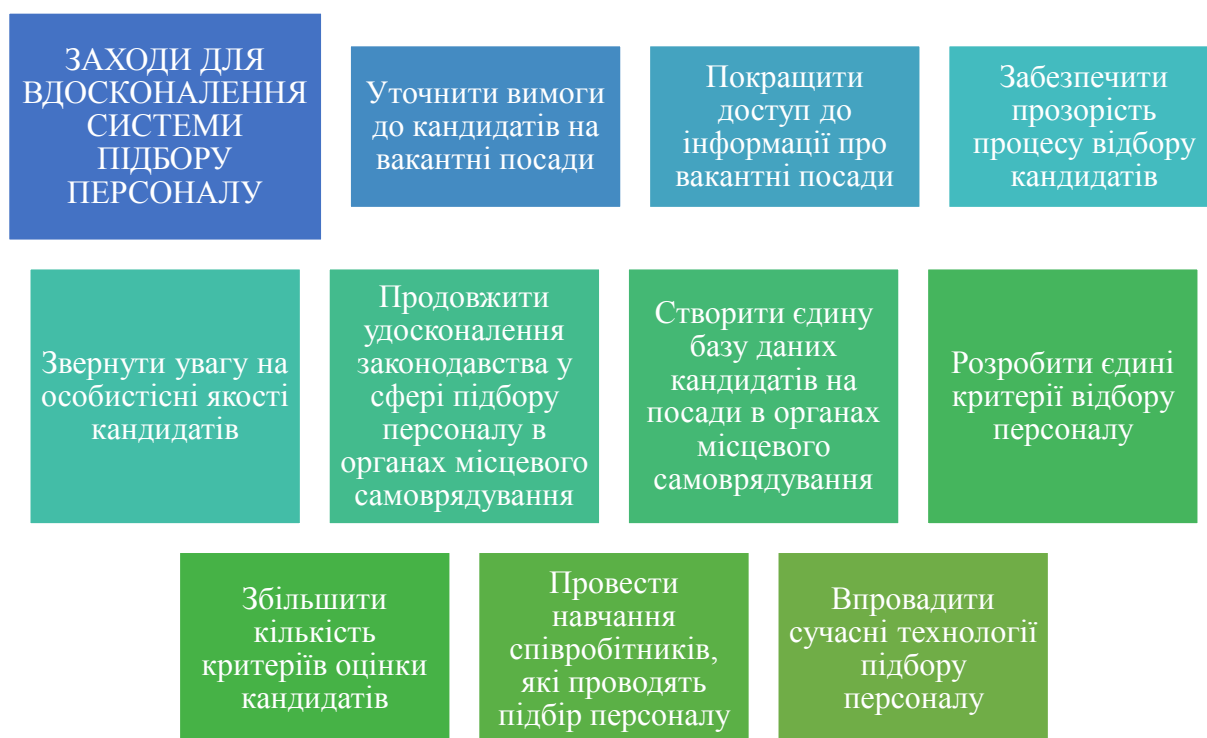 ЗАХОДИ ДЛЯ
ВДОСКОНАЛЕННЯ
СИСТЕМИ
ПІДБОРУ
ПЕРСОНАЛУ
Уточнити вимоги
до кандидатів на
вакантні посади
Покращити
доступ до
інформації про
вакантні посади
Забезпечити
прозорість
процесу відбору
кандидатів
Звернути увагу на
особистісні якості
кандидатів
Продовжити
удосконалення
законодавства у
сфері підбору
персоналу в
органах місцевого
самоврядування
Створити єдину
базу даних
кандидатів на
посади в органах
місцевого
самоврядування
Розробити єдині
критерії відбору
персоналу
Збільшити
кількість
критеріїв оцінки
кандидатів
Провести
навчання
співробітників,
які проводять
підбір персоналу
Впровадити
сучасні технології
підбору
персоналу